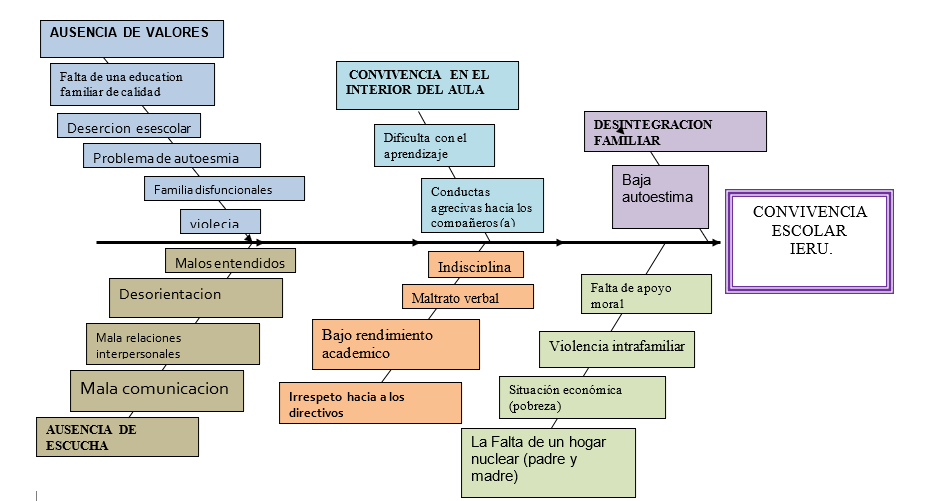 AUSENCIA DE VALORES
Falta de una education
familiar de calidad
Desercion esescolar
Problema de autoesmia
Familia disfuncionales
violecia
CONVIVENCIA EN EL
INTERIOR DEL AULA
Dificulta con el
aprendizaje
Conductas
agrecivas hacia los
compañeros (a)
DESINTEGRACION
FAMILIAR
Baja
autoestima
CONVIVENCIA
ESCOLAR
IERU.
Malos entendidos
Desorientacion
Mala relaciones
interpersonales
Mala comunicacion
AUSENCIA DE
ESCUCHA
Indisciplina
Maltrato verbal
Bajo rendimiento
academico
Irrespeto hacia a los
directivos
Falta de apoyo
moral
Violencia intrafamiliar
Situación económica
(pobreza)
La Falta de un hogar
nuclear (padre y
madre)